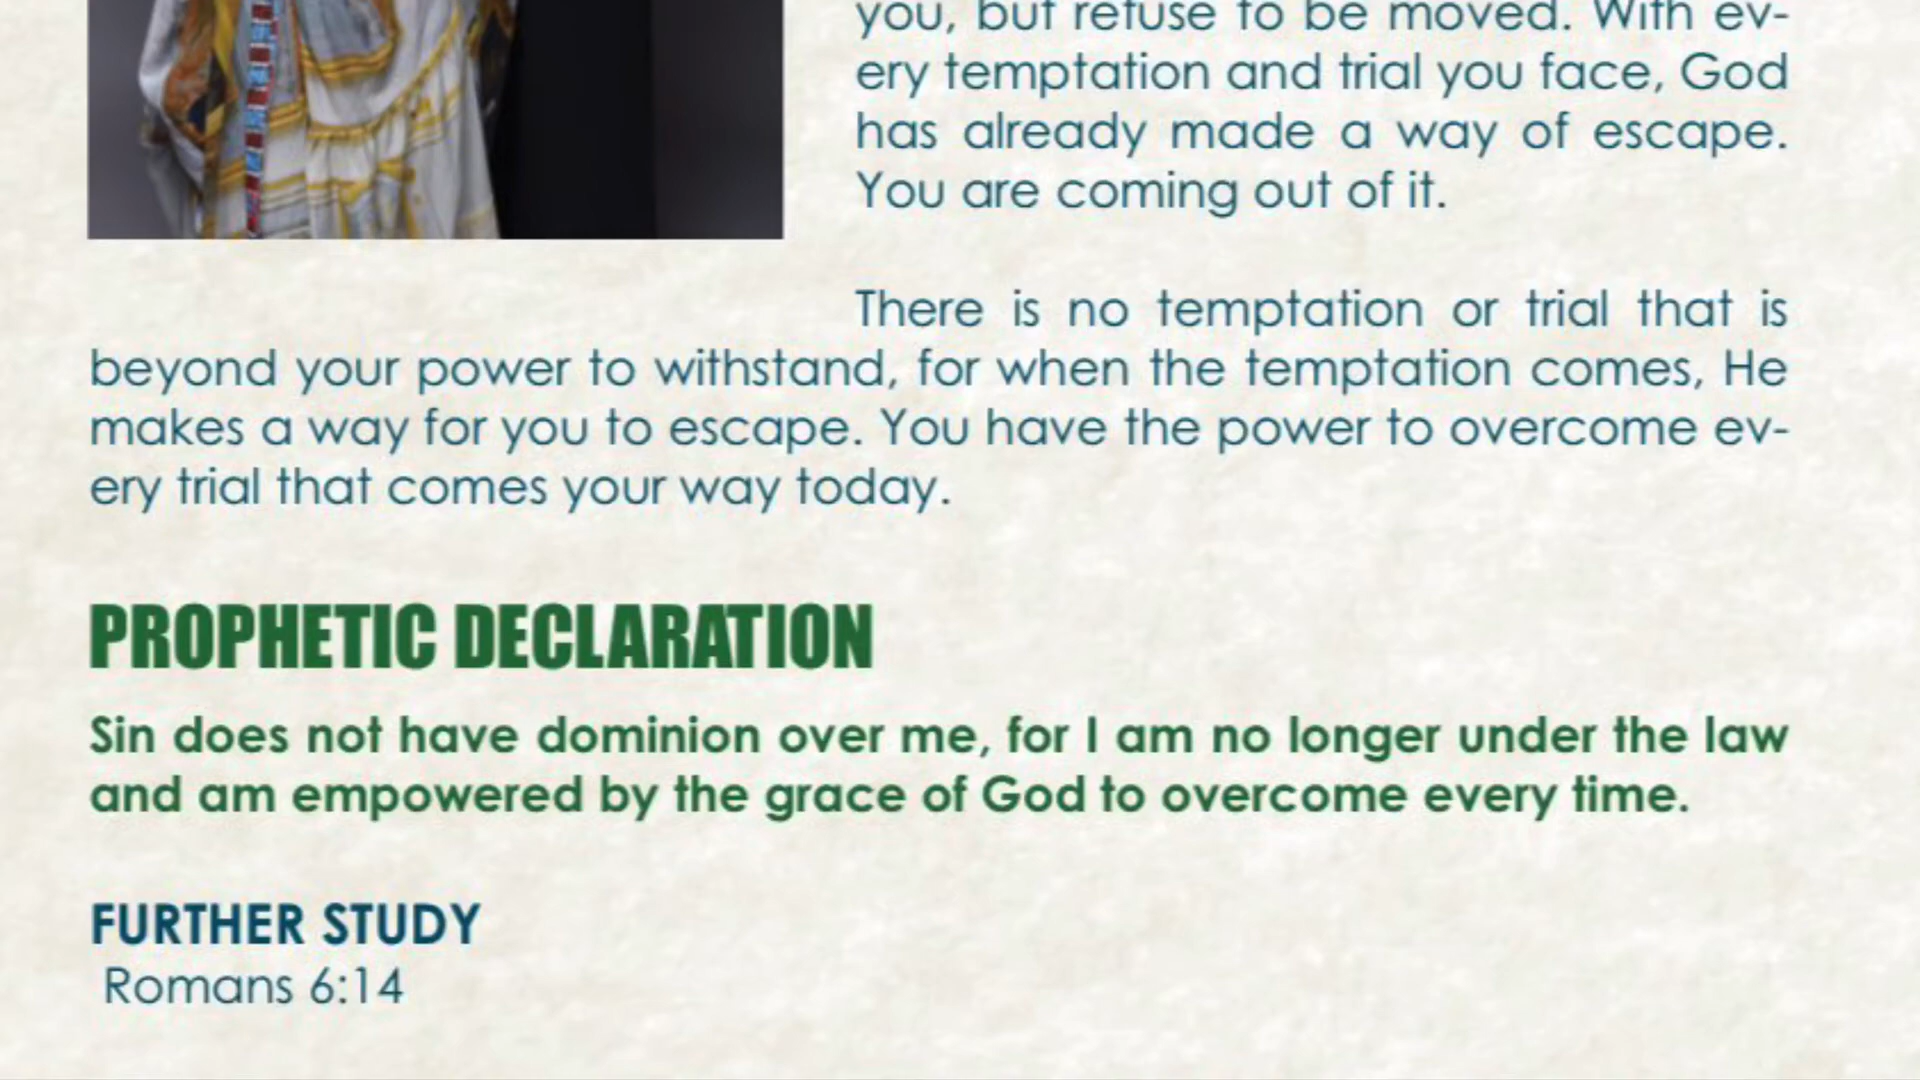 you, but refuse to be moved. With ev-
ery temptation and trial you face, God
has already made a way of escape.
You are coming out of it.
There is no temptation or trial that is
beyond your power to withstand, for when the temptation comes, He
makes a way for you to escape. You have the power to overcome ev-
ery trial that comes your way today.
PROPHETIC DECLARATION
Sin does not have dominion over me, for I am no longer under the law
and am empowered by the grace of God to overcome every time.
FURTHER STUDY
Romans 6:14